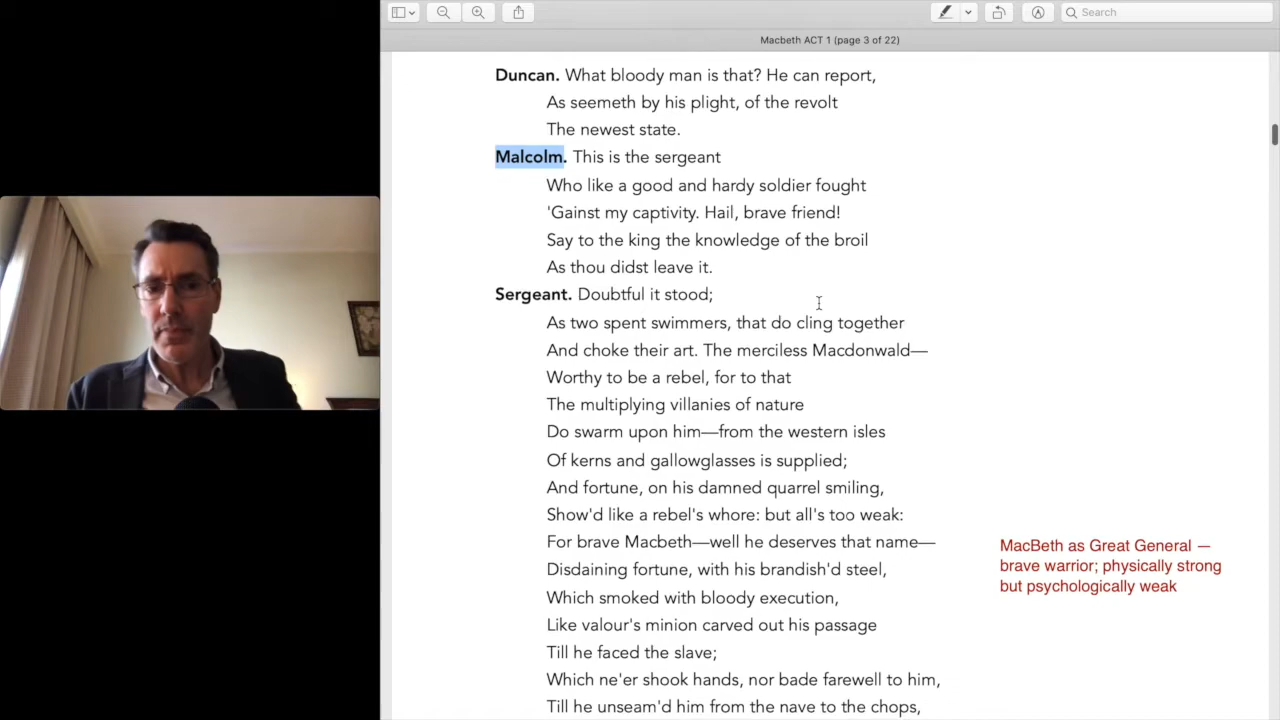 Search
Macbeth ACT 1 (page 3 of 22)
Duncan. What bloody man is that? He can report,
As seemeth by his plight, of the revolt
The newest state.
Malcolm. This is the sergeant
Who like a good and hardy soldier fought
'Gainst my captivity. Hail, brave friend!
Say to the king the knowledge of the broil
As thou didst leave it.
Sergeant. Doubtful it stood;
As two spent swimmers, that do cling together
And choke their art. The merciless Macdonwald—
Worthy to be a rebel, for to that
The multiplying villanies of nature
Do swarm upon him—from the western isles
Of kerns and gallowglasses is supplied;
And fortune, on his damned quarrel smiling,
Show'd like a rebel's whore: but all's too weak:
For brave Macbeth—well he deserves that name—
Disdaining fortune, with his brandish'd steel,
Which smoked with bloody execution,
Like valour's minion carved out his passage
Till he faced the slave;
Which ne'er shook hands, nor bade farewell to him,
Till he unseam'd him from the nave to the chops,
MacBeth as Great General —
brave warrior; physically strong
but psychologically weak